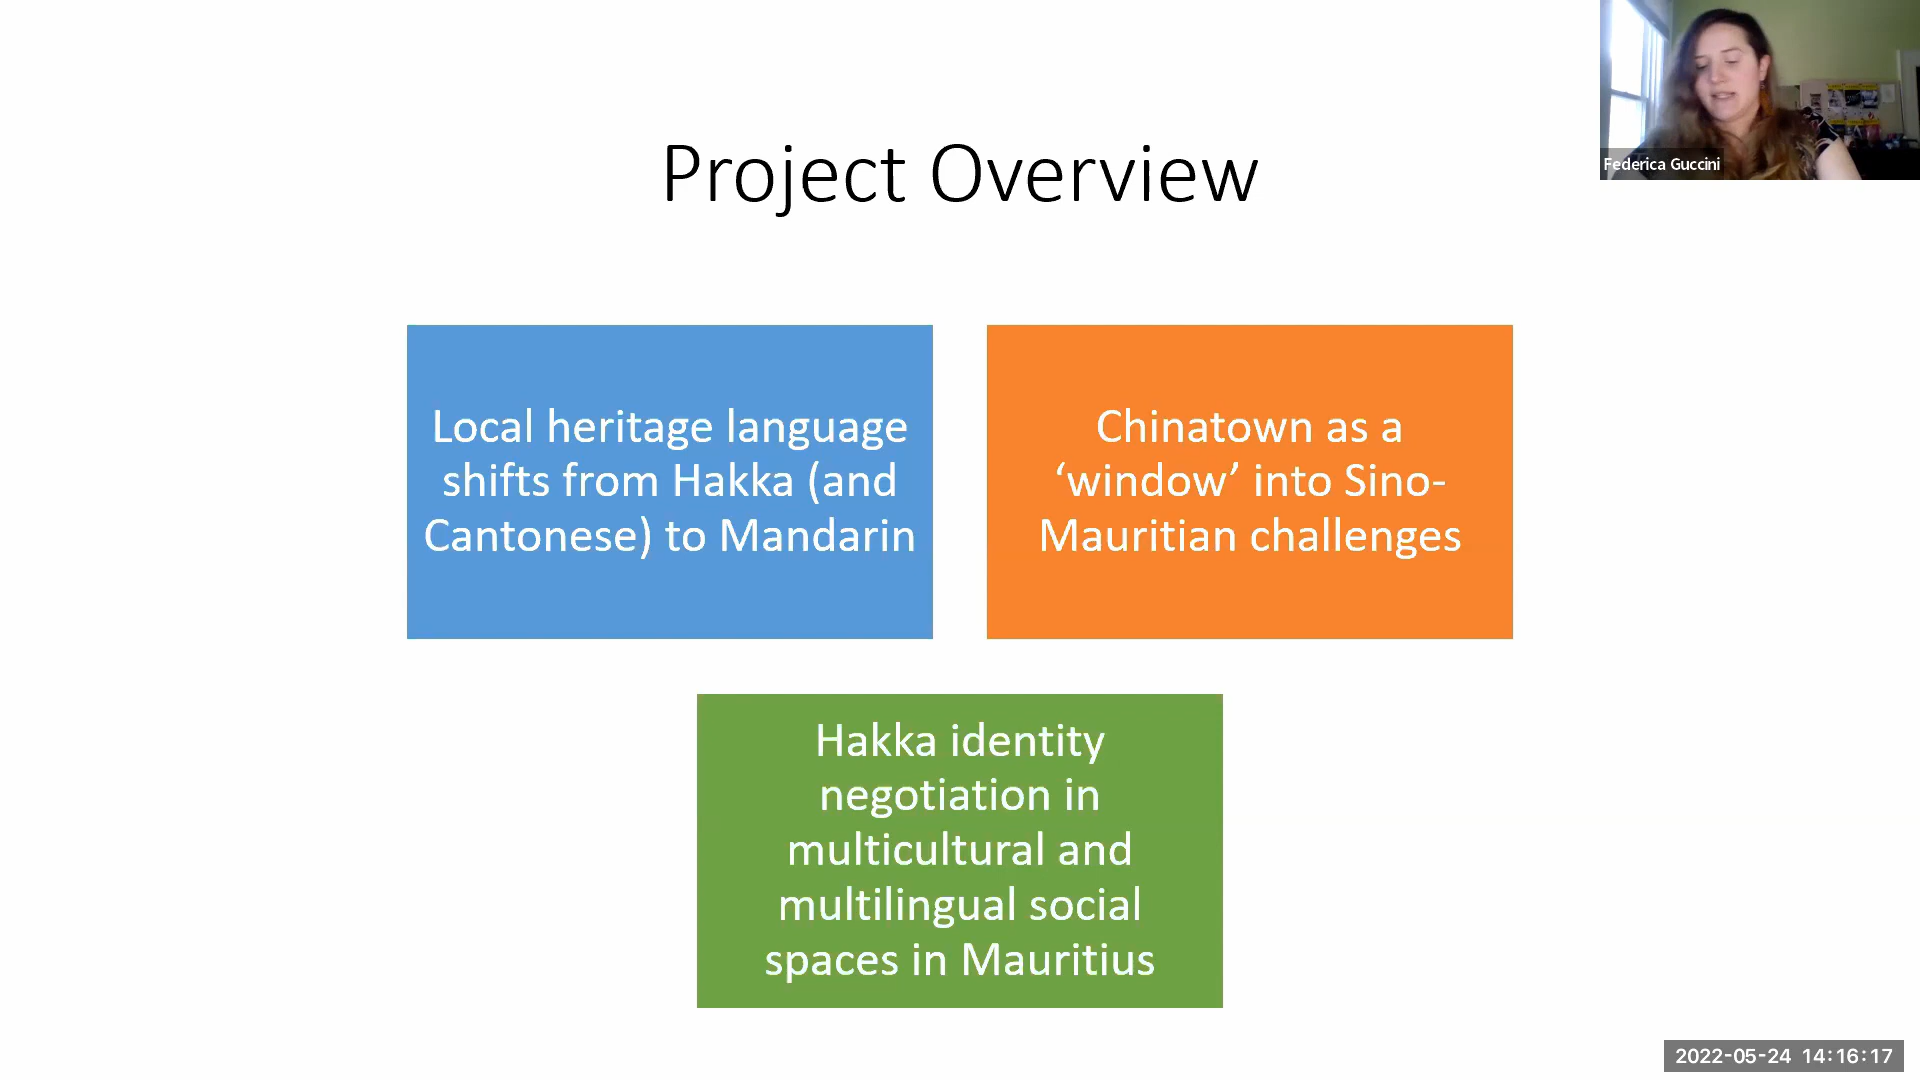 Project Overview
Federica Guccini
Local heritage language
shifts from Hakka (and
Cantonese) to Mandarin
Chinatown as a
‘window’ into Sino-
Mauritian challenges
Hakka identity
negotiation in
multicultural and
multilingual social
spaces in Mauritius
2022-05-24 14:16:17